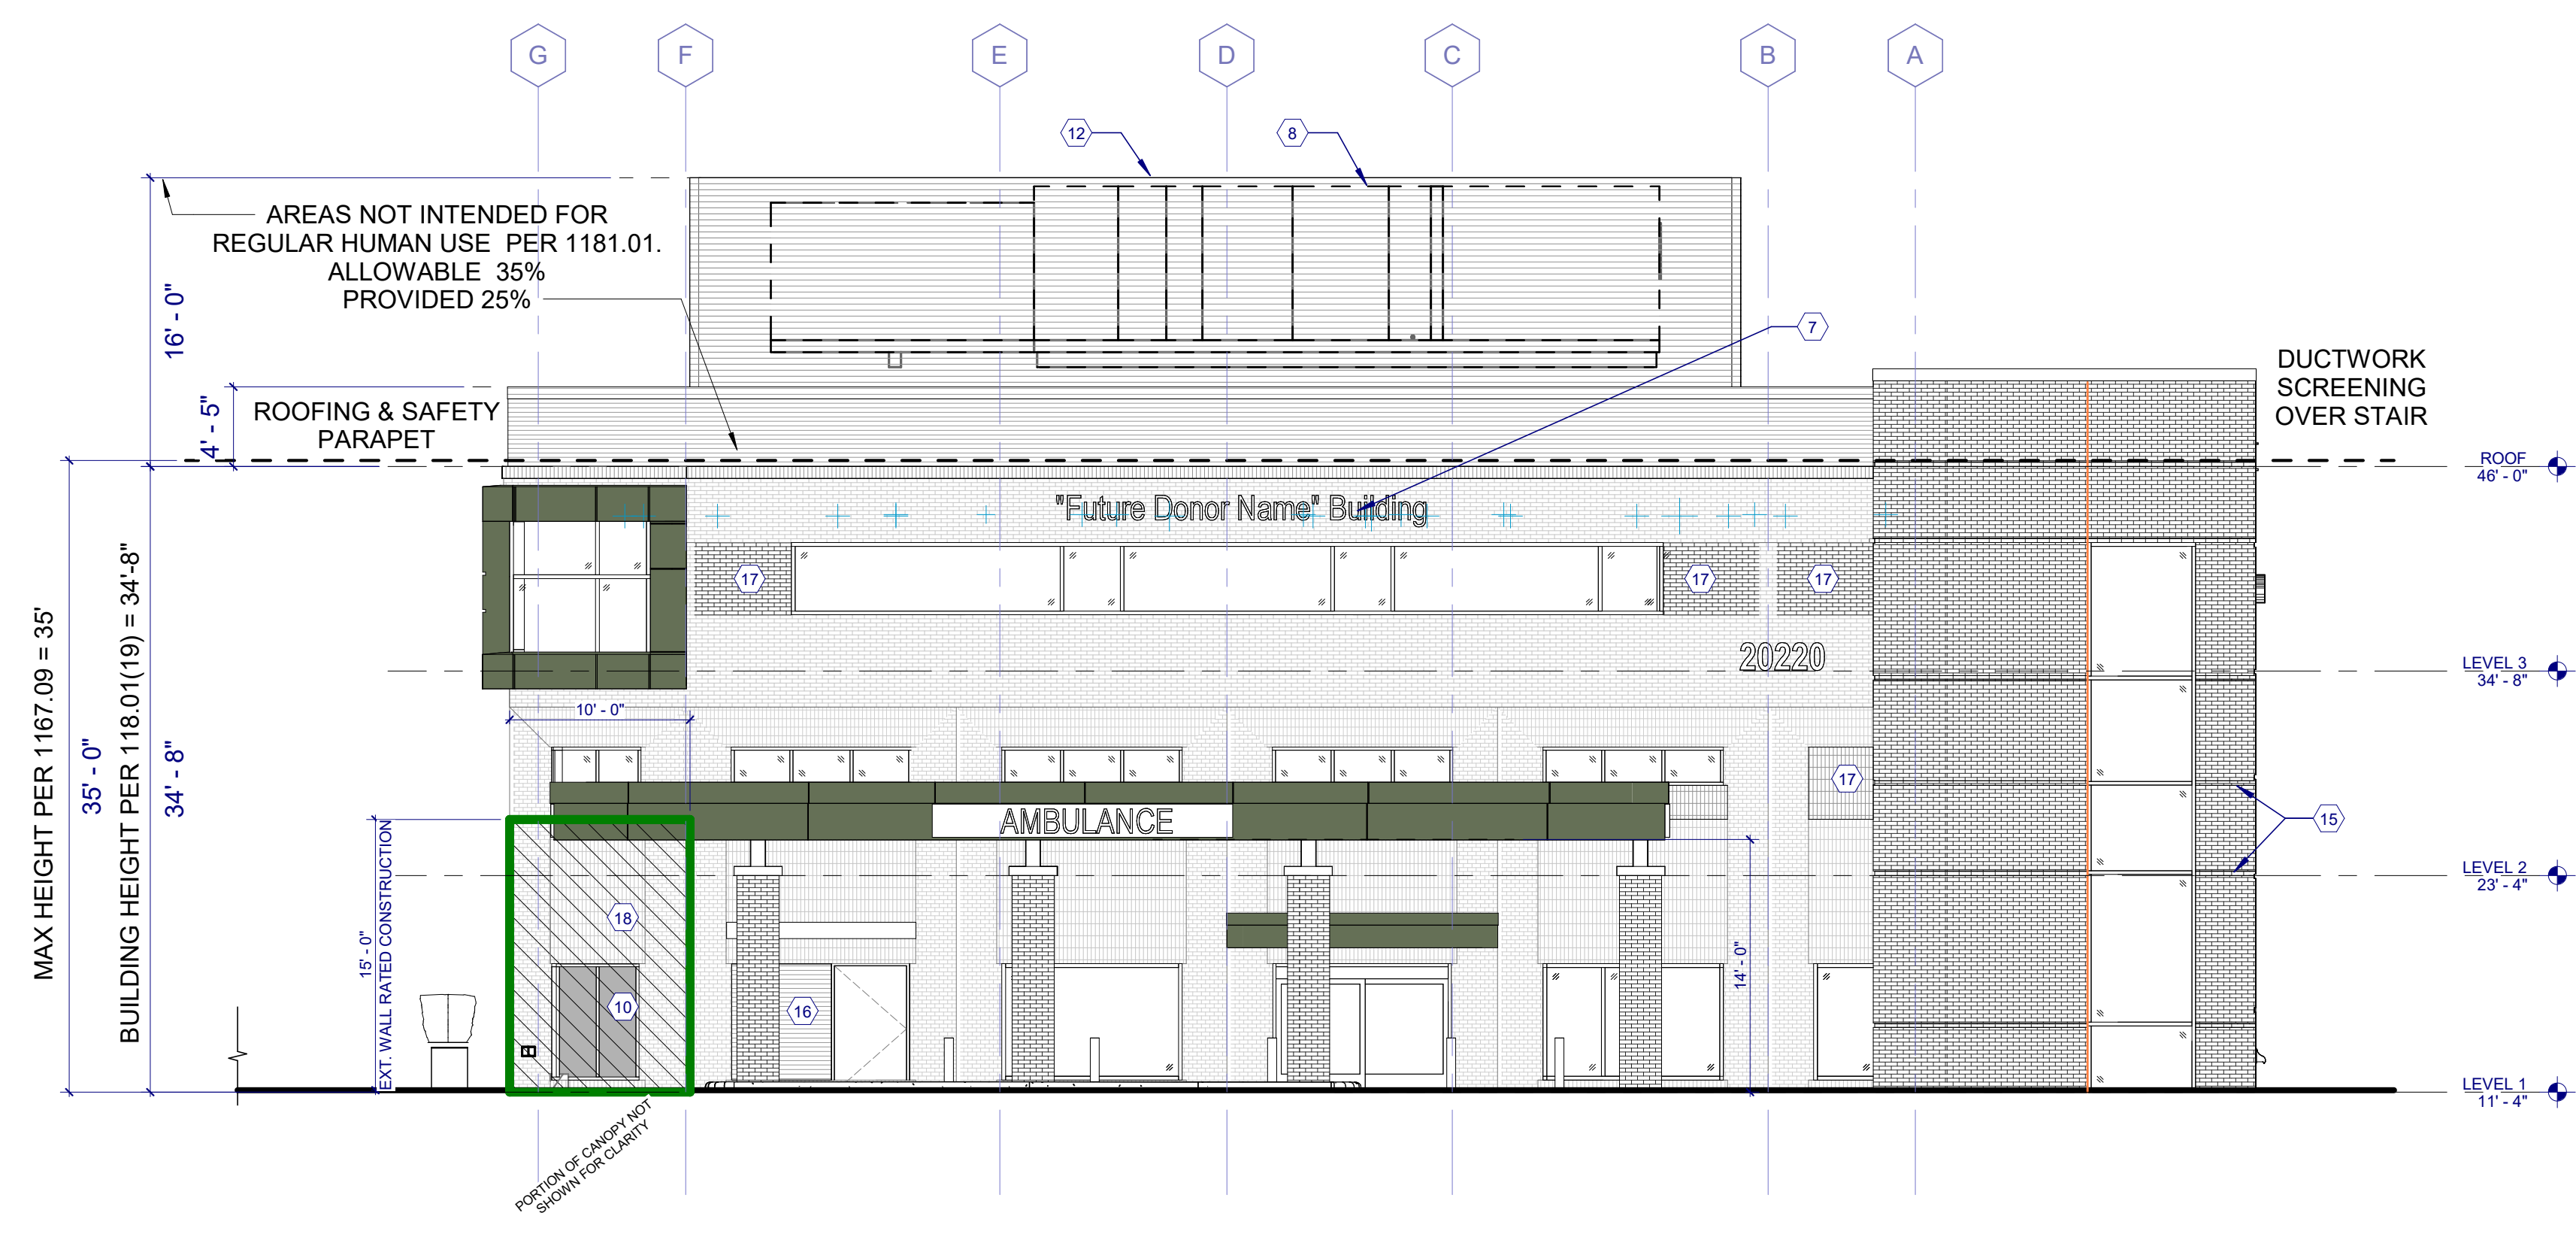 G
F
E
D
C
B
A
12
8
AREAS NOT INTENDED FOR
REGULAR HUMAN USE PER 1181.01.
ALLOWABLE 35%
PROVIDED 25%
16' - 0"
7
4' - 5"
ROOFING & SAFETY
PARAPET
DUCTWORK
SCREENING
OVER STAIR
ROOF
46' - 0"
"Future Donor Name" Building
17
17
17
20220
LEVEL 3
34' - 8"
MAX HEIGHT PER 1167.09 = 35'
35' - 0"
BUILDING HEIGHT PER 118.01(19) = 34'-8"
34' - 8"
10' - 0"
17
15
AMBULANCE
LEVEL 2
23' - 4"
15' - 0"
EXT. WALL RATED CONSTRUCTION
18
10
16
14' - 0"
LEVEL 1
11' - 4"
PORTION OF CANOPY NOT
SHOWN FOR CLARITY